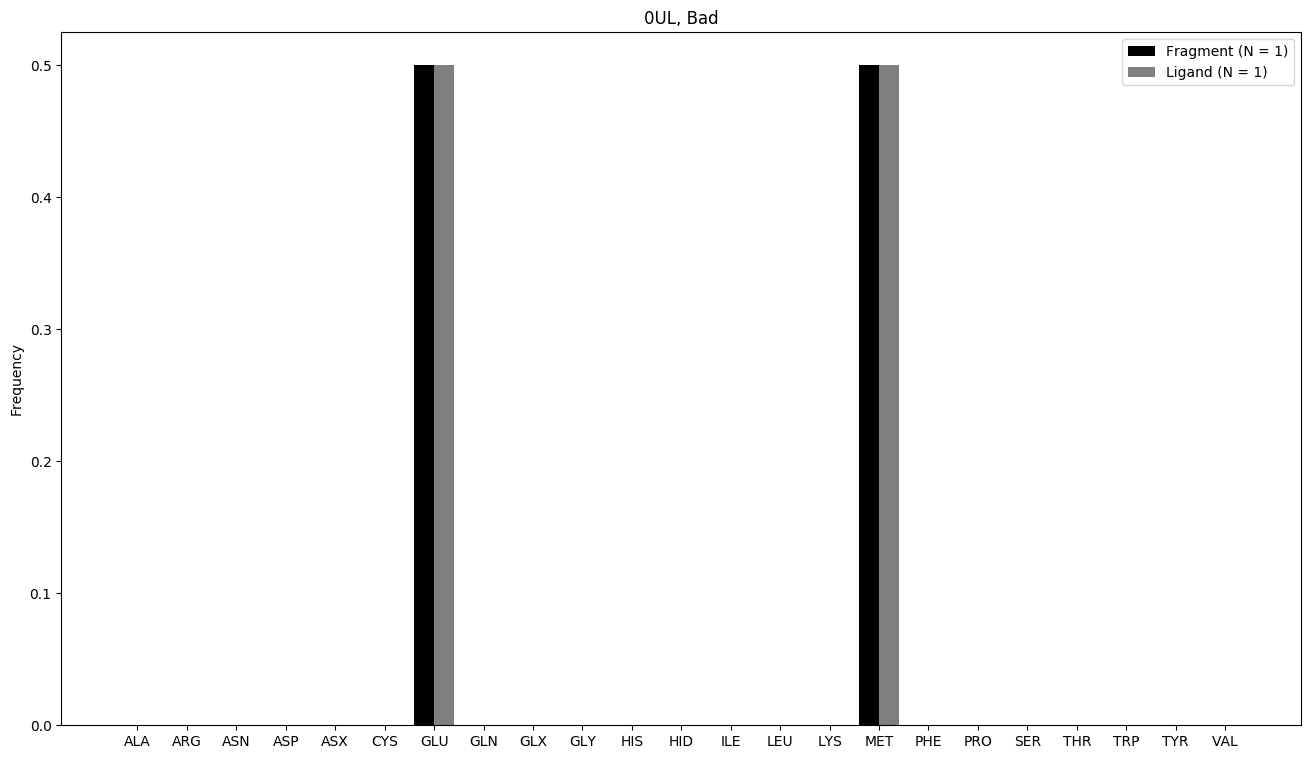 0UL, Bad
Fragment (N = 1)
Ligand (N = 1)
Frequency
0.5
0.4
0.3
0.2
0.1
0.0
ALA ARG ASN ASP ASX CYS GLU GLN GLX GLY HIS HID ILE LEU LYS MET PHE PRO SER THR TRP TYR VAL